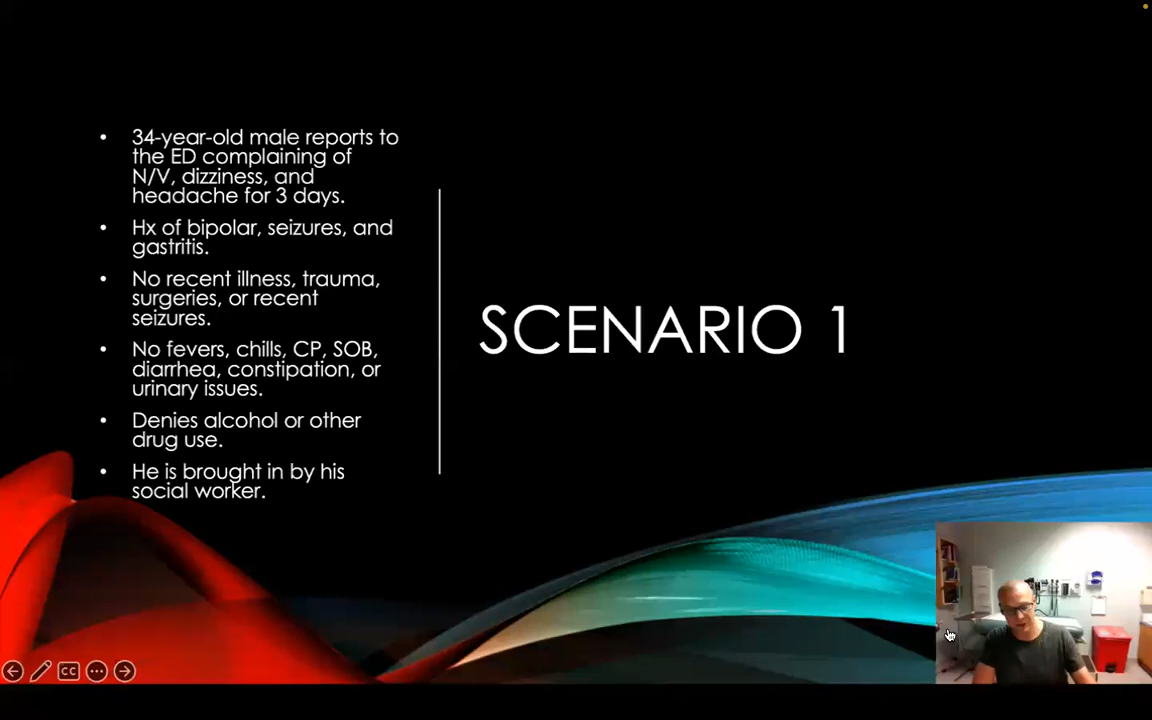 • 34-year-old male reports to
the ED complaining of
N/V, dizziness, and
headache for 3 days.
• Hx of bipolar, seizures, and
gastritis.
• No recent illness, trauma,
surgeries, or recent
seizures.
• No fevers, chills, CP, SOB,
diarrhea, constipation, or
urinary issues.
• Denies alcohol or other
drug use.
• He is brought in by his
social worker.
SCENARIO 1
CC